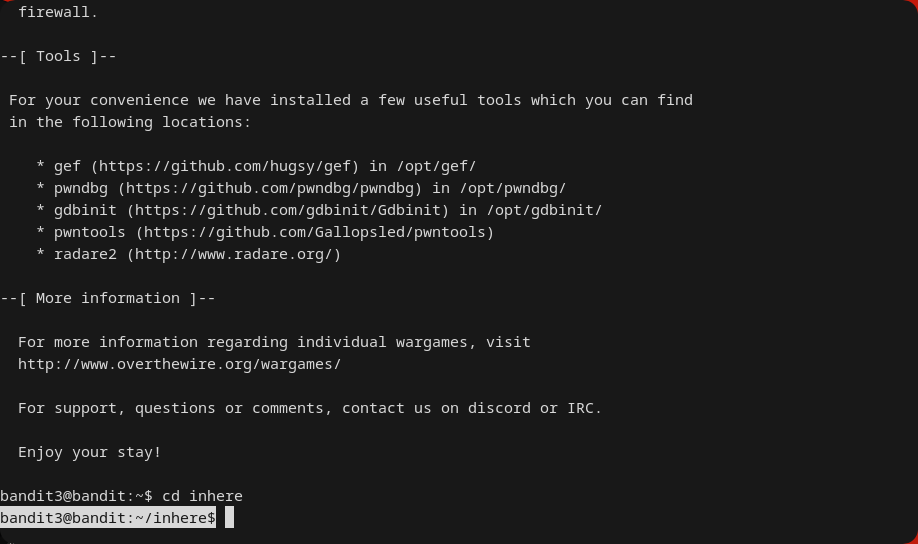 firewall.
--[ Tools ]--
For your convenience we have installed a few useful tools which you can find
in the following locations:
* gef (https://github.com/hugsy/gef) in /opt/gef/
* pwndbg (https://github.com/pwndbg/pwndbg) in /opt/pwndbg/
* gdbinit (https://github.com/gdbinit/Gdbinit) in /opt/gdbinit/
* pwntools (https://github.com/Gallopsled/pwntools)
* radare2 (http://www.radare.org/)
--[ More information ]--
For more information regarding individual wargames, visit
http://www.overthewire.org/wargames/
For support, questions or comments, contact us on discord or IRC.
Enjoy your stay!
bandit3@bandit:~$ cd inhere
bandit3@bandit:~/inhere$